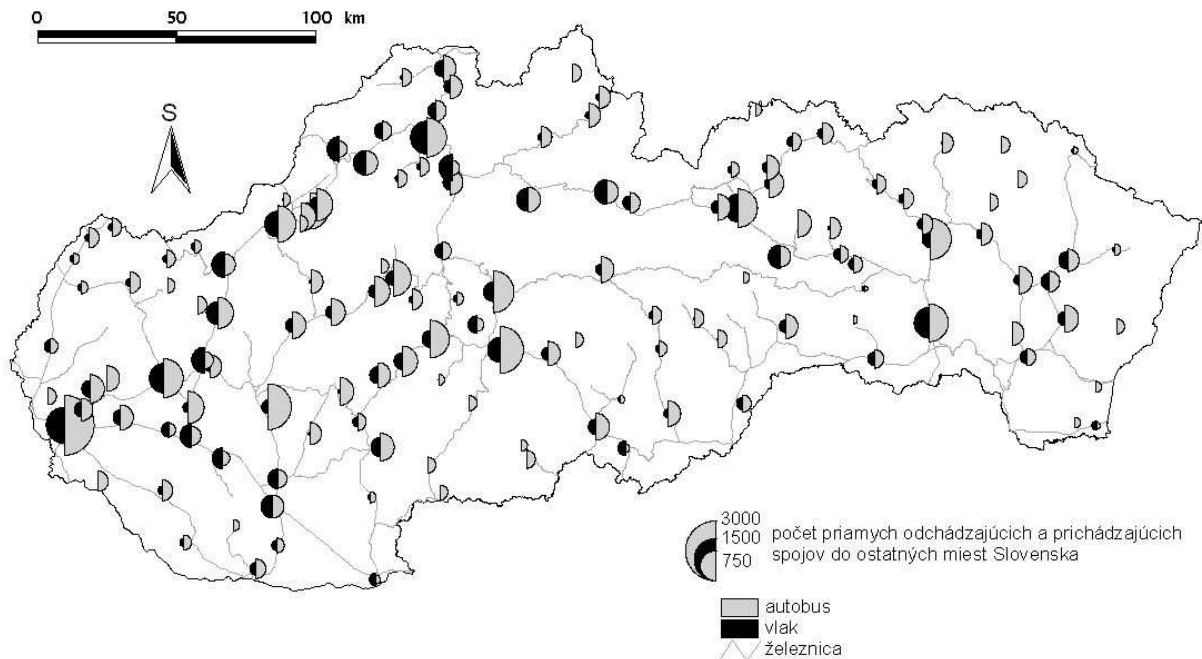 0 50 100 km
S
3000
1500
750
počet priamych odchádzajúcich a prichádzajúcich
spojov do ostatných miest Slovenska
autobus
vlak
železnica